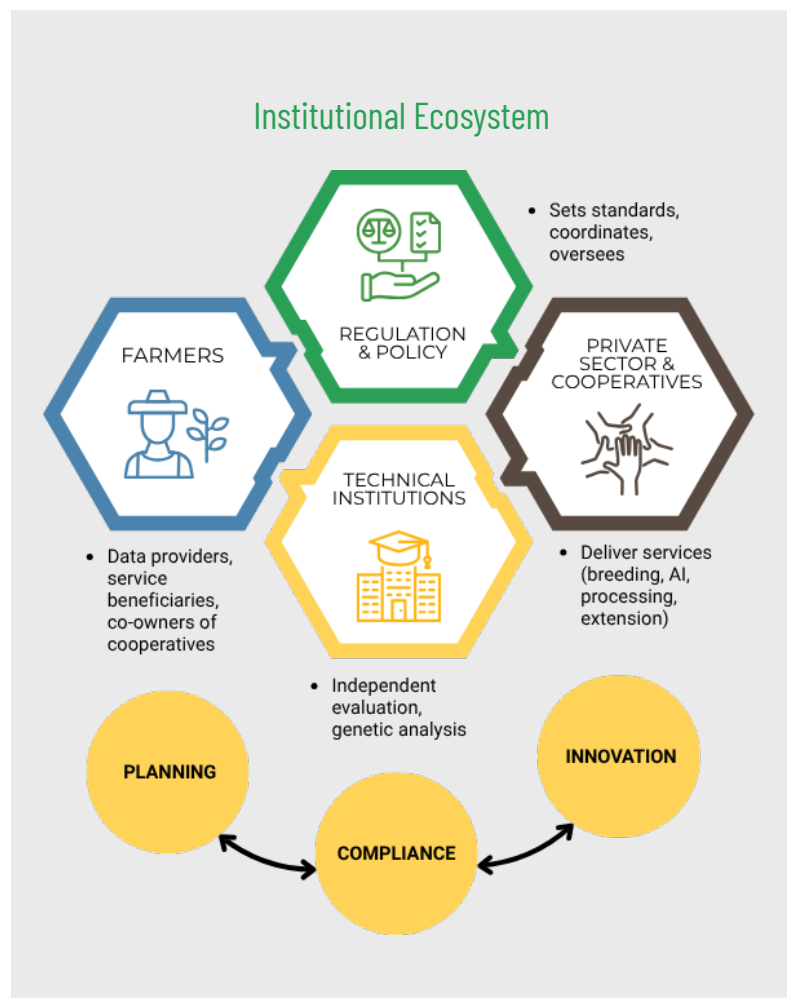 Institutional Ecosystem
• Sets standards,
coordinates,
oversees
REGULATION
& POLICY
FARMERS
PRIVATE
SECTOR &
COOPERATIVES
TECHNICAL
INSTITUTIONS
• Data providers,
service
beneficiaries,
co-owners of
cooperatives
• Deliver services
(breeding, AI,
processing,
extension)
• Independent
evaluation,
genetic analysis
PLANNING
COMPLIANCE
INNOVATION